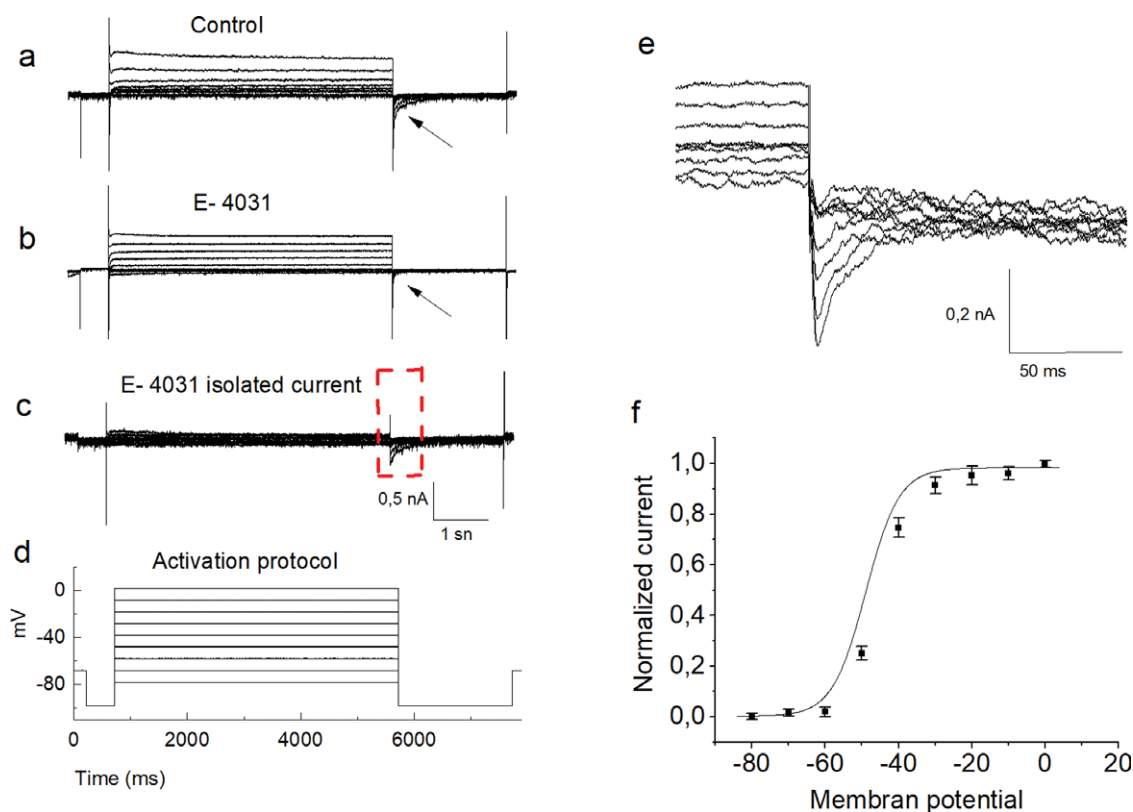 a
Control
b
E- 4031
c
E- 4031 isolated current
0,5 nA
1 sn
d
Activation protocol
mV
0
-40
-80
0 2000 4000 6000
Time (ms)
e
0,2 nA
50 ms
f
Normalized current
1,0
0,8
0,6
0,4
0,2
0,0
-80 -60 -40 -20 0 20
Membran potential